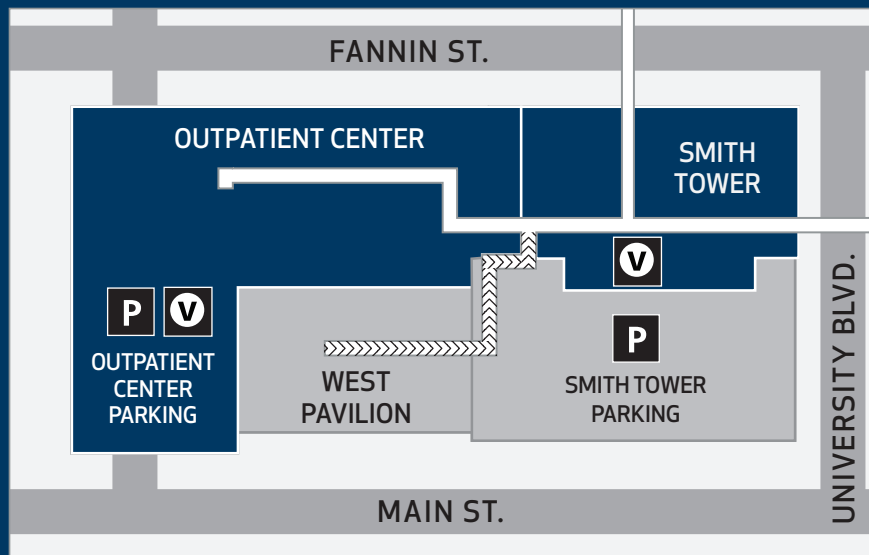 FANNIN ST.
OUTPATIENT CENTER
SMITH
TOWER
V
P V
OUTPATIENT
CENTER
PARKING
WEST
PAVILION
P
SMITH TOWER
PARKING
UNIVERSITY BLVD.
MAIN ST.